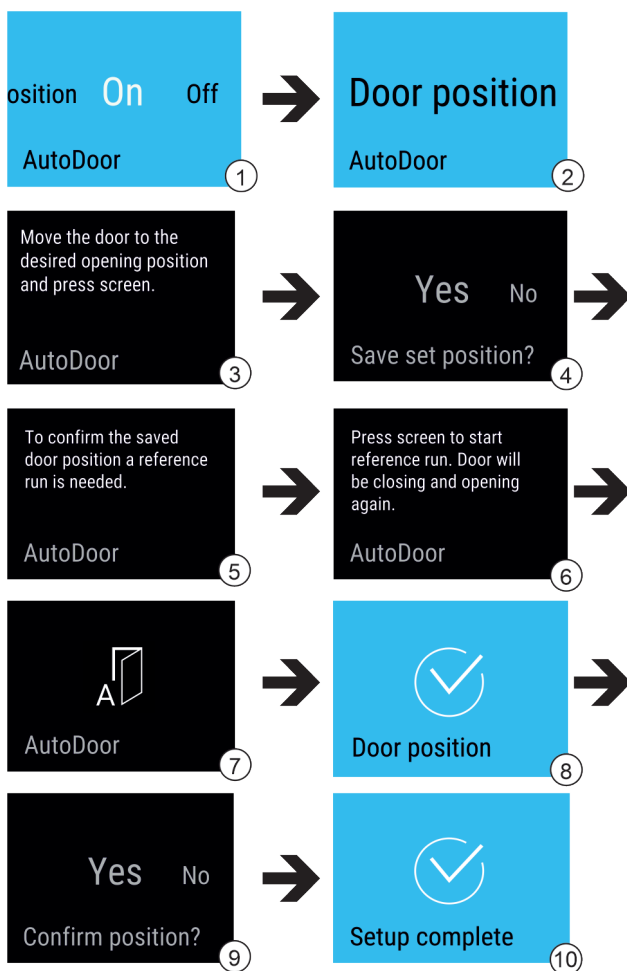 osition On Off
AutoDoor
1
Door position
AutoDoor
2
Move the door to the
desired opening position
and press screen.
AutoDoor
3
Yes No
Save set position?
4
To confirm the saved
door position a reference
run is needed.
AutoDoor
5
Press screen to start
reference run. Door will
be closing and opening
again.
AutoDoor
6
A
AutoDoor
7
Door position
8
Yes No
Confirm position?
9
Setup complete
10